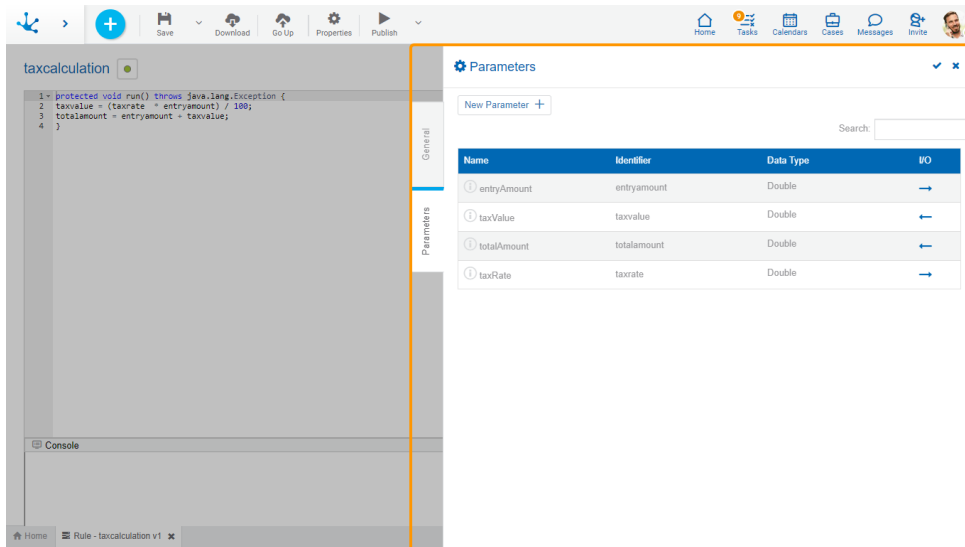 Save
Download
Go Up
Properties
Publish
Home
9
Tasks
Calendars
Cases
Messages
Invite
taxcalculation
1 protected void run() throws java.lang.Exception {
2 taxvalue = (taxrate * entryamount) / 100;
3 totalamount = entryamount + taxvalue;
4 }
General
Parameters
Parameters
New Parameter +
Search:
Name Identifier Data Type I/O
entryAmount entryamount Double →
taxValue taxvalue Double ←
totalAmount totalamount Double ←
taxRate taxrate Double →
Console
Home
Rule - taxcalculation v1